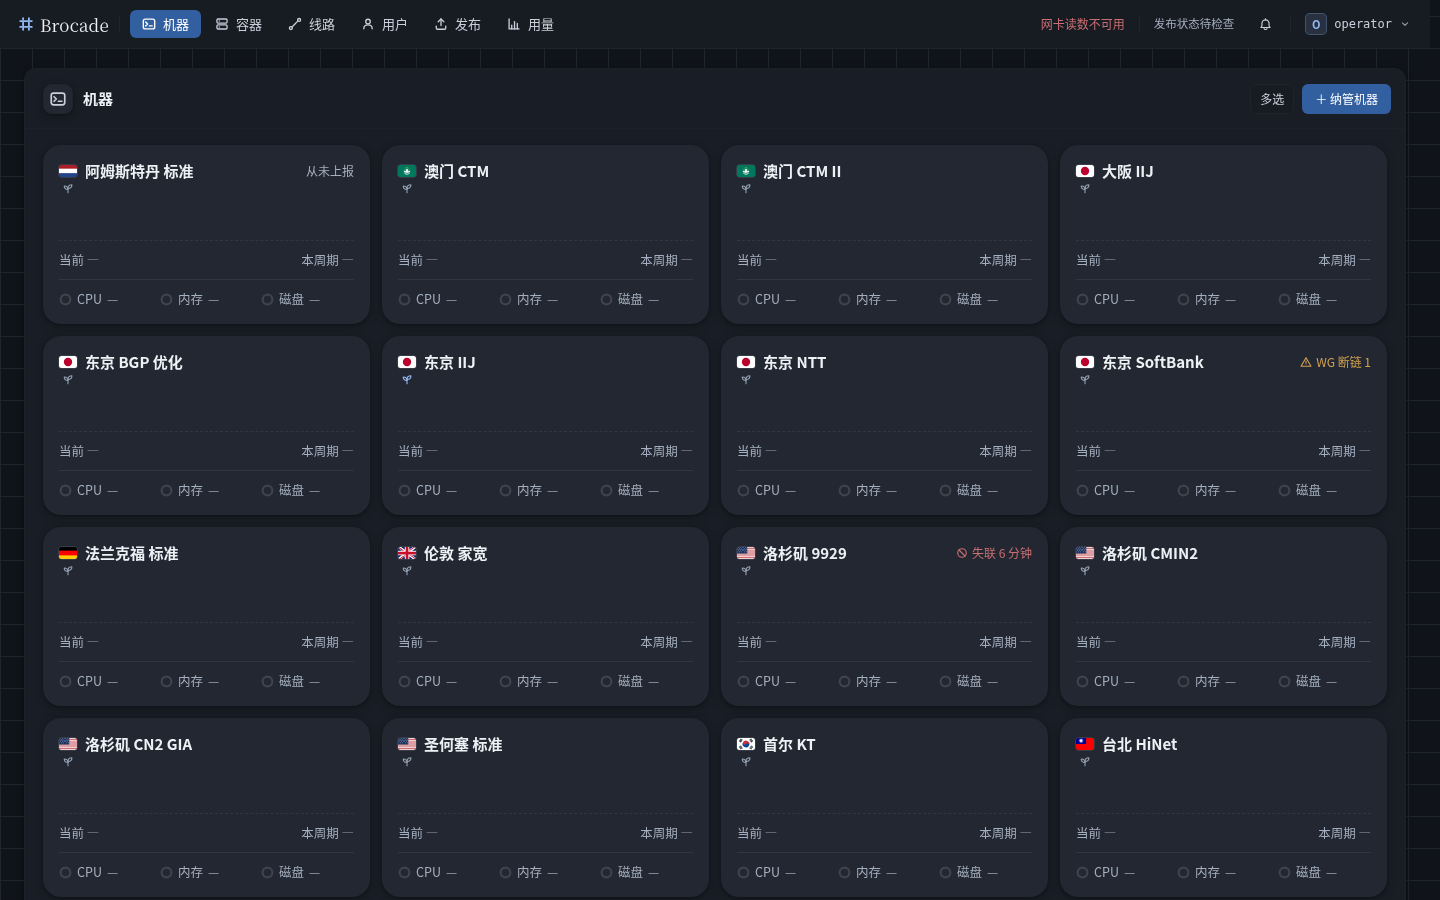 Brocade 机器 容器 线路 用户 发布 用量 网卡读数不可用 发布状态待检查 O operator
机器 多选 + 纳管机器
阿姆斯特丹 标准 从未上报
当前 — 本周期 —
CPU — 内存 — 磁盘 —
澳门 CTM
当前 — 本周期 —
CPU — 内存 — 磁盘 —
澳门 CTM II
当前 — 本周期 —
CPU — 内存 — 磁盘 —
大阪 IIJ
当前 — 本周期 —
CPU — 内存 — 磁盘 —
东京 BGP 优化
当前 — 本周期 —
CPU — 内存 — 磁盘 —
东京 IIJ
当前 — 本周期 —
CPU — 内存 — 磁盘 —
东京 NTT
当前 — 本周期 —
CPU — 内存 — 磁盘 —
东京 SoftBank WG 断链 1
当前 — 本周期 —
CPU — 内存 — 磁盘 —
法兰克福 标准
当前 — 本周期 —
CPU — 内存 — 磁盘 —
伦敦 家宽
当前 — 本周期 —
CPU — 内存 — 磁盘 —
洛杉矶 9929 失联 6 分钟
当前 — 本周期 —
CPU — 内存 — 磁盘 —
洛杉矶 CMIN2
当前 — 本周期 —
CPU — 内存 — 磁盘 —
洛杉矶 CN2 GIA
当前 — 本周期 —
CPU — 内存 — 磁盘 —
圣何塞 标准
当前 — 本周期 —
CPU — 内存 — 磁盘 —
首尔 KT
当前 — 本周期 —
CPU — 内存 — 磁盘 —
台北 HiNet
当前 — 本周期 —
CPU — 内存 — 磁盘 —